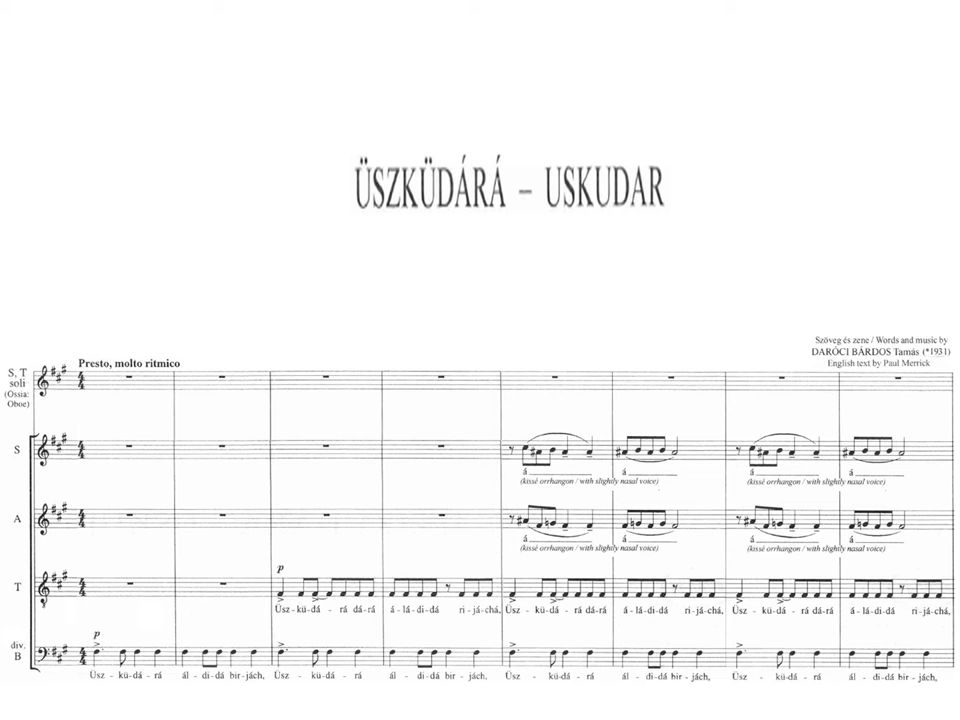 ÜSZKÜDÁRÁ – USKUDAR
Szöveg és zene / Words and music by
DARÓCI BÁRDOS Tamás (*1931)
English text by Paul Merrick
Presto, molto ritmico
S, T
soli
(Ossia:
Oboe)
S
á
á
á
á
(kissé orrhangon / with slightly nasal voice)
(kissé orrhangon / with slightly nasal voice)
A
á
á
á
á
(kissé orrhangon / with slightly nasal voice)
(kissé orrhangon / with slightly nasal voice)
p
T
Üsz-kü-dá-rá dárá á-lá-di-dá ri-já-chá, Üsz-kü-dá-rá dárá á-lá-di-dá ri-já-chá, Üsz-kü-dá-rá dárá á-lá-di-dá ri-já-chá,
p
div.
B
Üsz-kü-dá-rá ál-di-dá bir-jách, Üsz-kü-dá-rá ál-di-dá bir-jách, Üsz-kü-dá-rá ál-di-dá bir-jách, Üsz-kü-dá-rá ál-di-dá bir-jách,